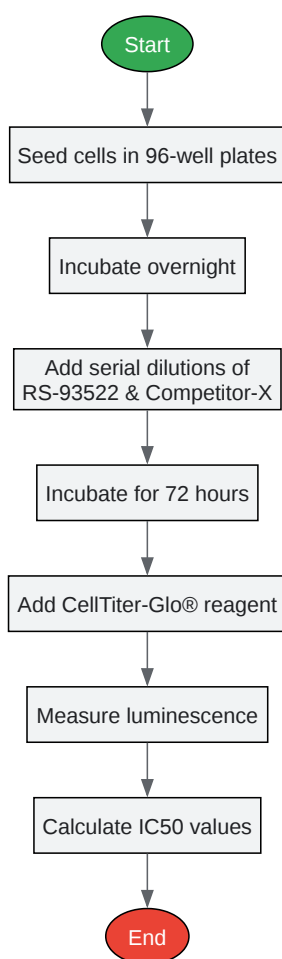 Start
Seed cells in 96-well plates
Incubate overnight
Add serial dilutions of
RS-93522 & Competitor-X
Incubate for 72 hours
Add CellTiter-Glo® reagent
Measure luminescence
Calculate IC50 values
End